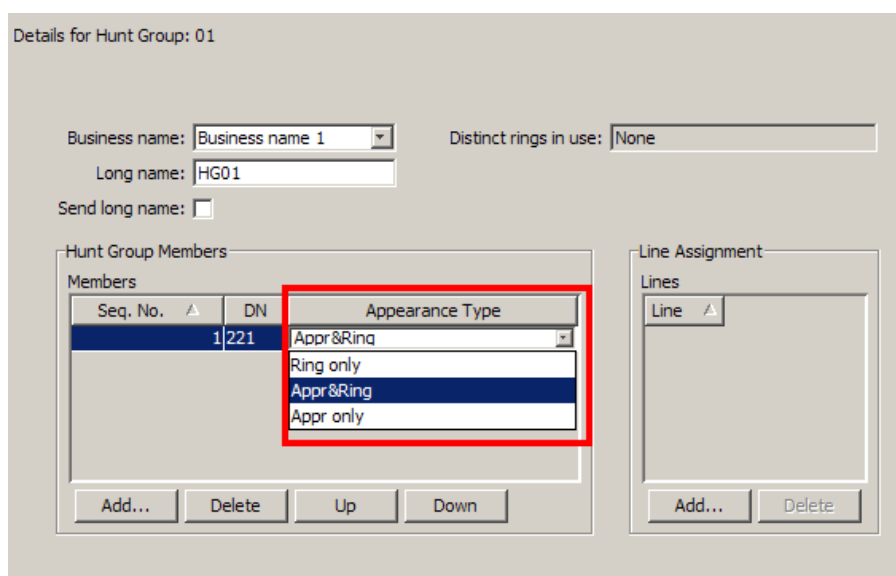 Details for Hunt Group: 01
Business name: Business name 1 Distinct rings in use: None
Long name: HG01
Send long name:
Hunt Group Members Line Assignment
Members Lines
Seq. No. DN Appearance Type Line
1 221 Appr&Ring
Ring only
Appr&Ring
Appr only
Add... Delete Up Down Add... Delete